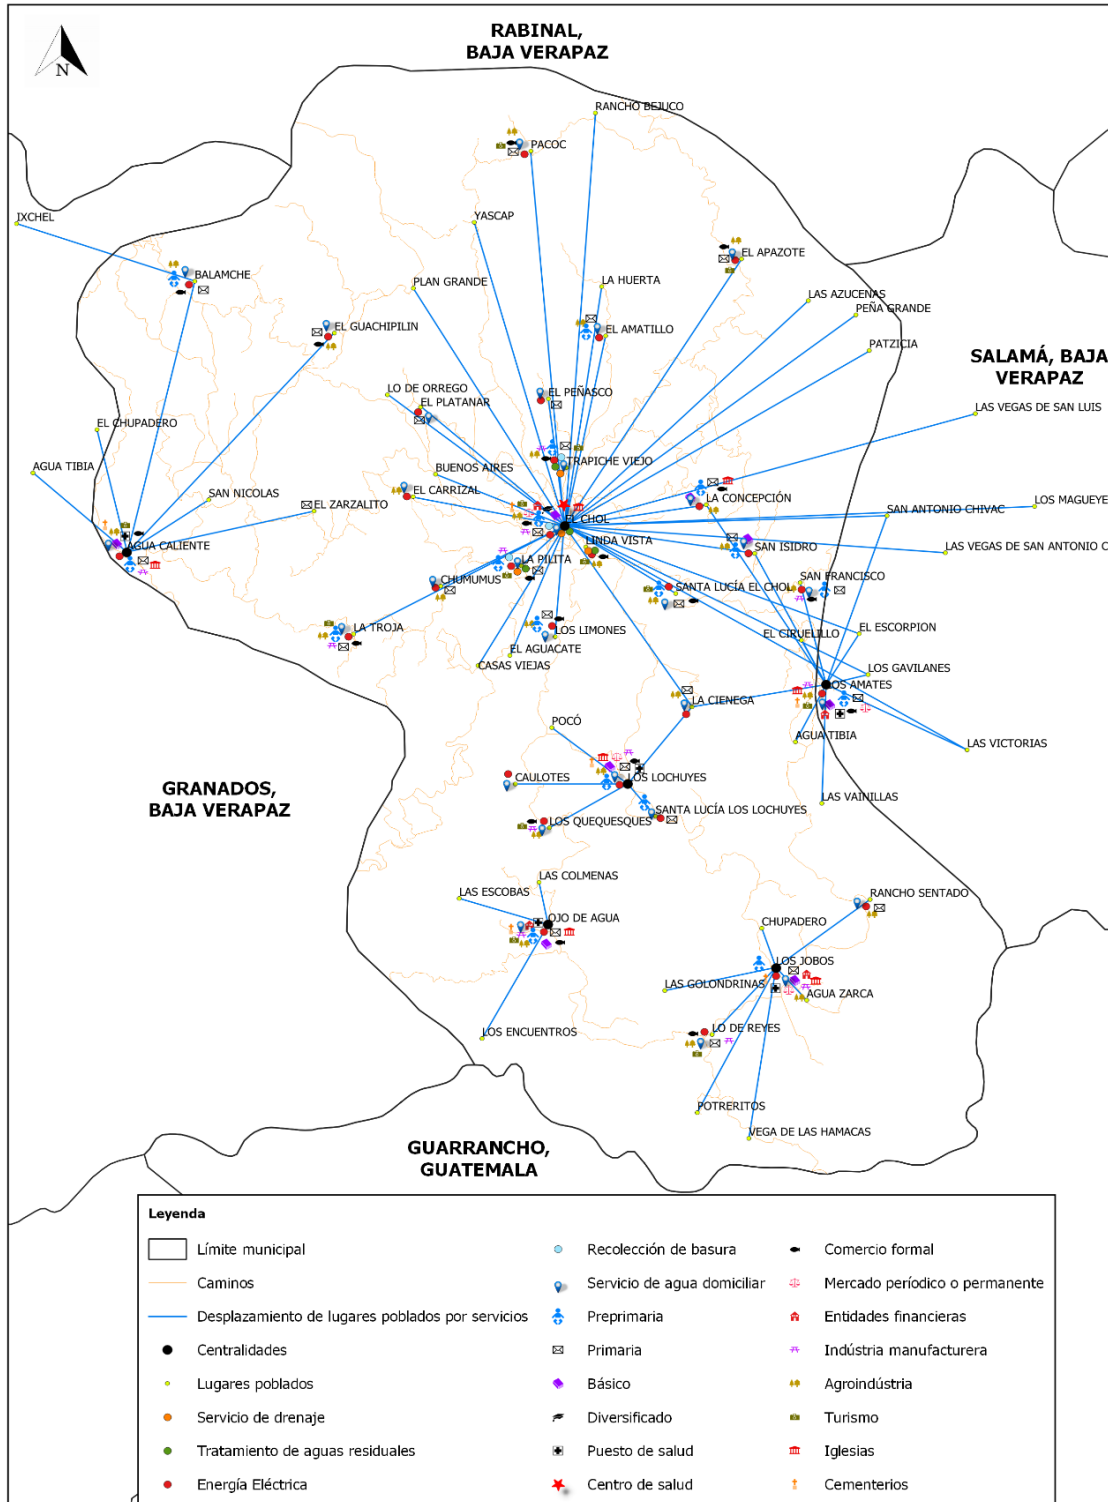 RABINAL,
BAJA VERAPAZ
N
RANCHO BEJUCO
PACOC
IXCHEL
YASCAP
EL APAZOTE
BALAMCHE
PLAN GRANDE
LA HUERTA
LAS AZUCENAS
PEÑA GRANDE
EL GUACHIPILIN
EL AMATILLO
PATZICIA
SALAMÁ, BAJA
VERAPAZ
LO DE ORREGO
EL PEÑASCO
EL PLATANAR
LAS VEGAS DE SAN LUIS
EL CHUPADERO
AGUA TIBIA
BUENOS AIRES
TRAPICHE VIEJO
SAN NICOLAS
EL CARRIZAL
LA CONCEPCIÓN
LOS MAGUEYE
EL ZARZALITO
SAN ANTONIO CHIVAC
EL CHOL
AGUA CALIENTE
LINDA VISTA
SAN ISIDRO
LAS VEGAS DE SAN ANTONIO C
LA PILITA
CHUMUMUS
SANTA LUCÍA EL CHOL
SAN FRANCISCO
LA TROJA
LOS LIMONES
EL CIRUELILLO
EL ESCORPION
EL AGUACATE
CASAS VIEJAS
LOS GAVILANES
LOS AMATES
LA CIENEGA
POCÓ
AGUA TIBIA
LAS VICTORIAS
GRANADOS,
BAJA VERAPAZ
CAULOTES
LOS LOCHUYES
LAS VAINILLAS
SANTA LUCÍA LOS LOCHUYES
LOS QUEQUESQUES
LAS COLMENAS
LAS ESCOBAS
RANCHO SENTADO
OJO DE AGUA
CHUPADERO
LOS JOBOS
LAS GOLONDRINAS
AGUA ZARCA
LOS ENCUENTROS
LO DE REYES
POTRERITOS
VEGA DE LAS HAMACAS
GUARRANCHO,
GUATEMALA
Leyenda
Límite municipal
Caminos
Desplazamiento de lugares poblados por servicios
Centralidades
Lugares poblados
Servicio de drenaje
Tratamiento de aguas residuales
Energía Eléctrica
Recolección de basura
Servicio de agua domiciliar
Preprimaria
Primaria
Básico
Diversificado
Puesto de salud
Centro de salud
Comercio formal
Mercado períodico o permanente
Entidades financieras
Indústria manufacturera
Agroindústria
Turismo
Iglesias
Cementerios